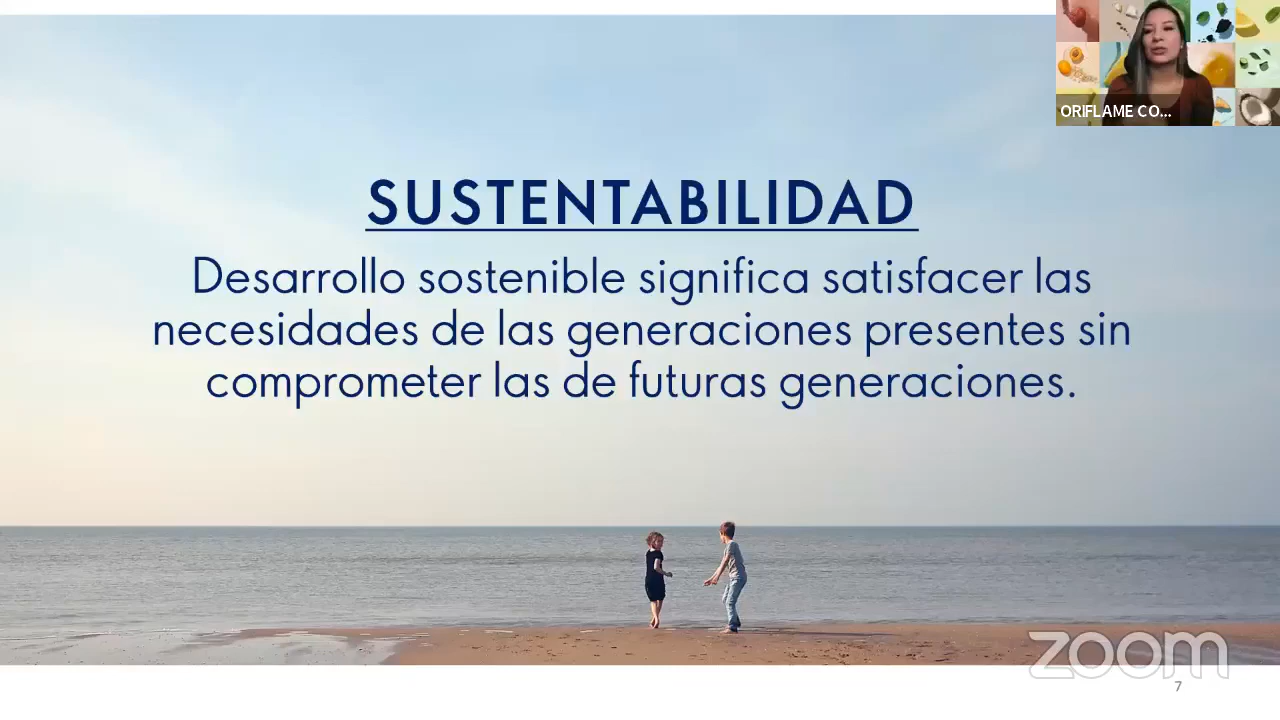 ORIFLAME CO...
SUSTENTABILIDAD
Desarrollo sostenible significa satisfacer las
necesidades de las generaciones presentes sin
comprometer las de futuras generaciones.
zoom
7